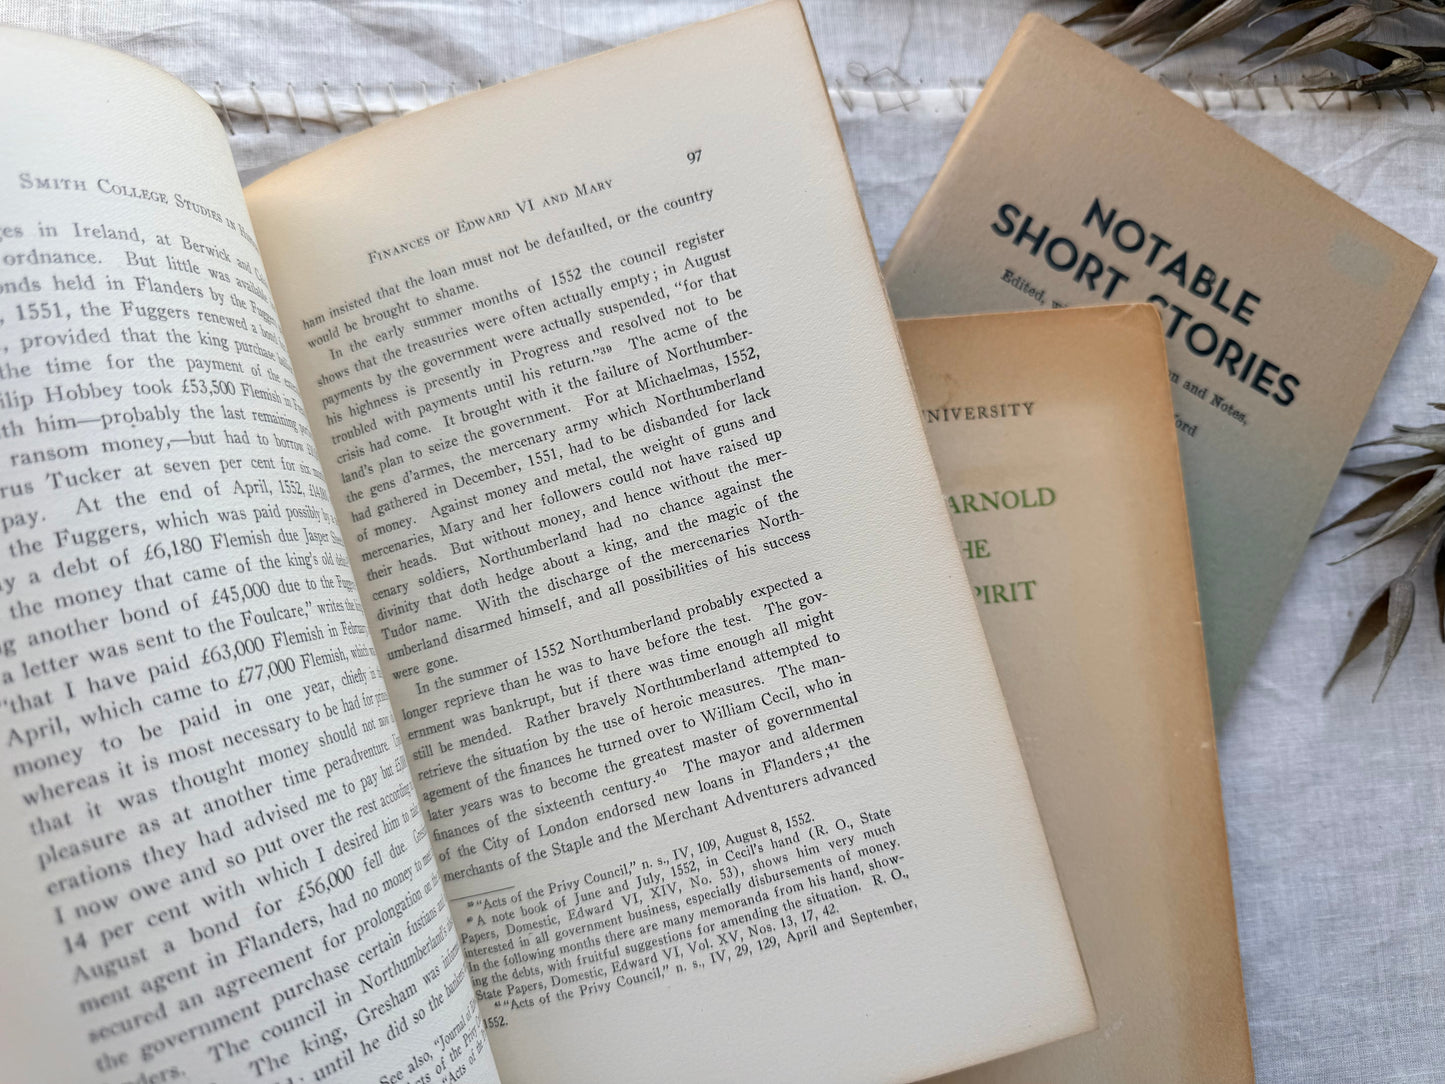 SMITH COLLEGE STUDIES IN
ges in Ireland, at Berwick and
ordnance. But little was available
onds held in Flanders by the Fuggers
, 1551, the Fuggers renewed a bond
, provided that the king purchase
the time for the payment of the
ilip Hobbey took £53,500 Flemish in
ith him—probably the last remaining
ransom money,—but had to borrow
rus Tucker at seven per cent for six
pay. At the end of April, 1552,
the Fuggers, which was paid possibly by
y a debt of £6,180 Flemish due Jasper
the money that came of the king's old
ng another bond of £45,000 due to the
a letter was sent to the Foulcare," writes the
"that I have paid £63,000 Flemish in
April, which came to £77,000 Flemish, which
money to be paid in one year, chiefly in
whereas it is most necessary to be had for
that it was thought money should not now
pleasure as at another time peradventure.
erations they had advised me to pay but
I now owe and so put over the rest according
14 per cent with which I desired him to
August a bond for £56,000 fell due.
ment agent in Flanders, had no money to
secured an agreement for prolongation on the
the government purchase certain fustians
The council in Northumberland's
The king, Gresham was
until he did so the bankers
See also, "Journal of
Acts of the Privy
"Acts of the
FINANCES OF EDWARD VI AND MARY 97
ham insisted that the loan must not be defaulted, or the country
would be brought to shame.
In the early summer months of 1552 the council register
shows that the treasuries were often actually empty; in August
payments by the government were actually suspended, "for that
his highness is presently in Progress and resolved not to be
troubled with payments until his return."³⁹ The acme of the
crisis had come. It brought with it the failure of Northumber-
land's plan to seize the government. For at Michaelmas, 1552,
the gens d'armes, the mercenary army which Northumberland
had gathered in December, 1551, had to be disbanded for lack
of money. Against money and metal, the weight of guns and
mercenaries, Mary and her followers could not have raised up
their heads. But without money, and hence without the mer-
cenary soldiers, Northumberland had no chance against the
divinity that doth hedge about a king, and the magic of the
Tudor name. With the discharge of the mercenaries North-
umberland disarmed himself, and all possibilities of his success
were gone.
In the summer of 1552 Northumberland probably expected a
longer reprieve than he was to have before the test. The gov-
ernment was bankrupt, but if there was time enough all might
still be mended. Rather bravely Northumberland attempted to
retrieve the situation by the use of heroic measures. The man-
agement of the finances he turned over to William Cecil, who in
later years was to become the greatest master of governmental
finances of the sixteenth century.⁴⁰ The mayor and aldermen
of the City of London endorsed new loans in Flanders;⁴¹ the
merchants of the Staple and the Merchant Adventurers advanced
³⁹ "Acts of the Privy Council," n. s., IV, 109, August 8, 1552.
⁴⁰ A note book of June and July, 1552, in Cecil's hand (R. O., State
Papers, Domestic, Edward VI, XIV, No. 53), shows him very much
interested in all government business, especially disbursements of money.
In the following months there are many memoranda from his hand, show-
ing the debts, with fruitful suggestions for amending the situation. R. O.,
State Papers, Domestic, Edward VI, Vol. XV, Nos. 13, 17, 42.
⁴¹ "Acts of the Privy Council," n. s., IV, 29, 129, April and September,
1552.
NOTABLE
SHORT STORIES
Edited,
on and Notes,
ord
NIVERSITY
ARNOLD
HE
PIRIT